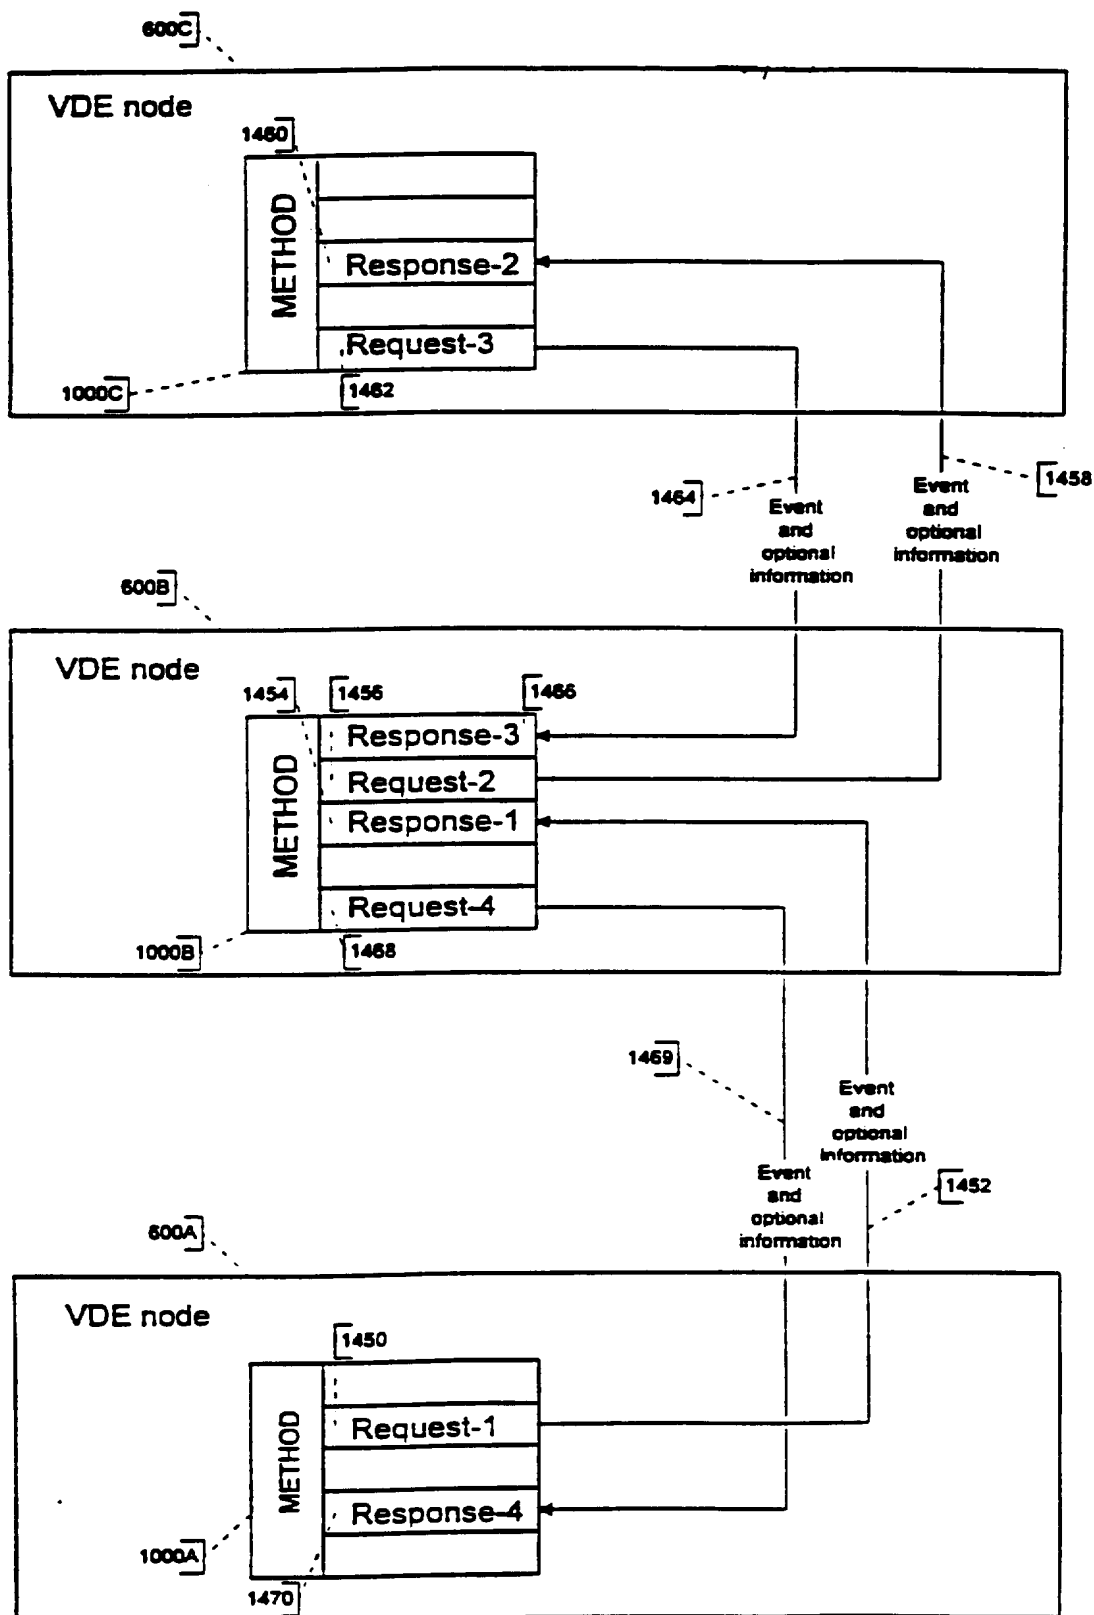 600C
VDE node
1460
METHOD
Response-2
Request-3
1000C
1462
1464
1458
Event
and
optional
information
Event
and
optional
information
600B
VDE node
1454
1456
1466
METHOD
Response-3
Request-2
Response-1
Request-4
1000B
1468
1469
Event
and
optional
information
Event
and
optional
information
1452
600A
VDE node
1450
METHOD
Request-1
Response-4
1000A
1470